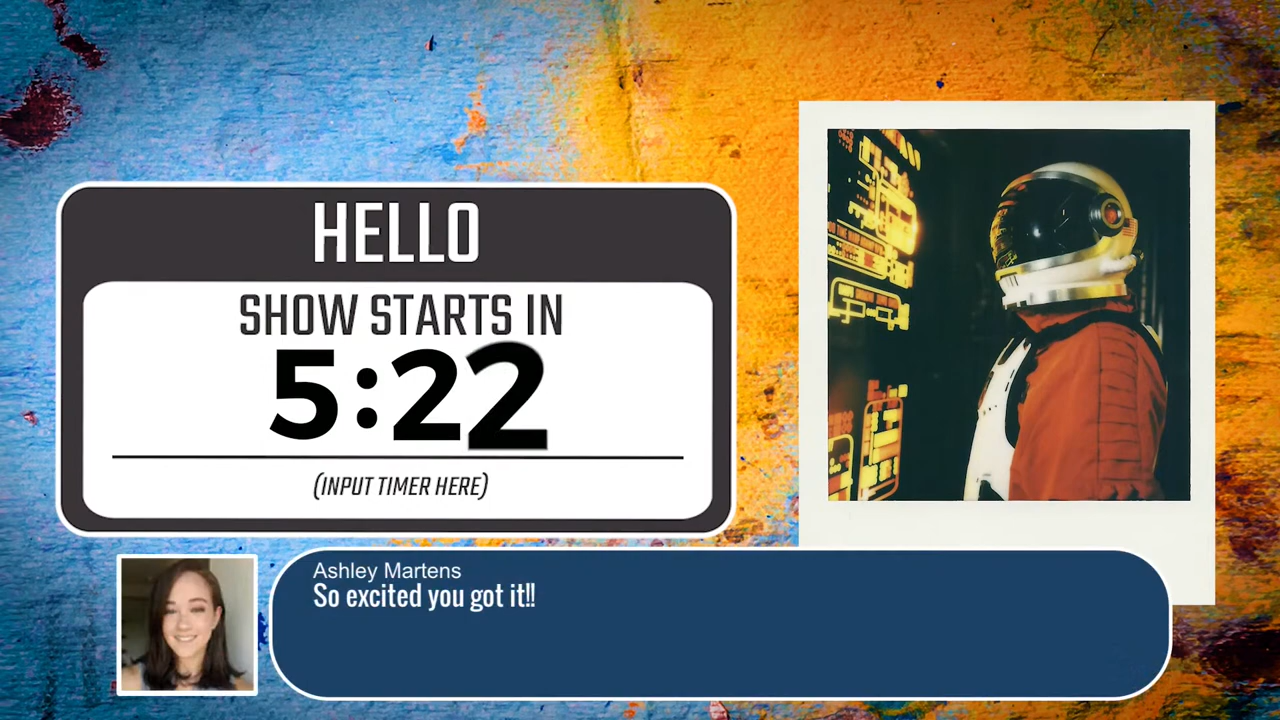 HELLO
SHOW STARTS IN
5:22
(INPUT TIMER HERE)
Ashley Martens
So excited you got it!!